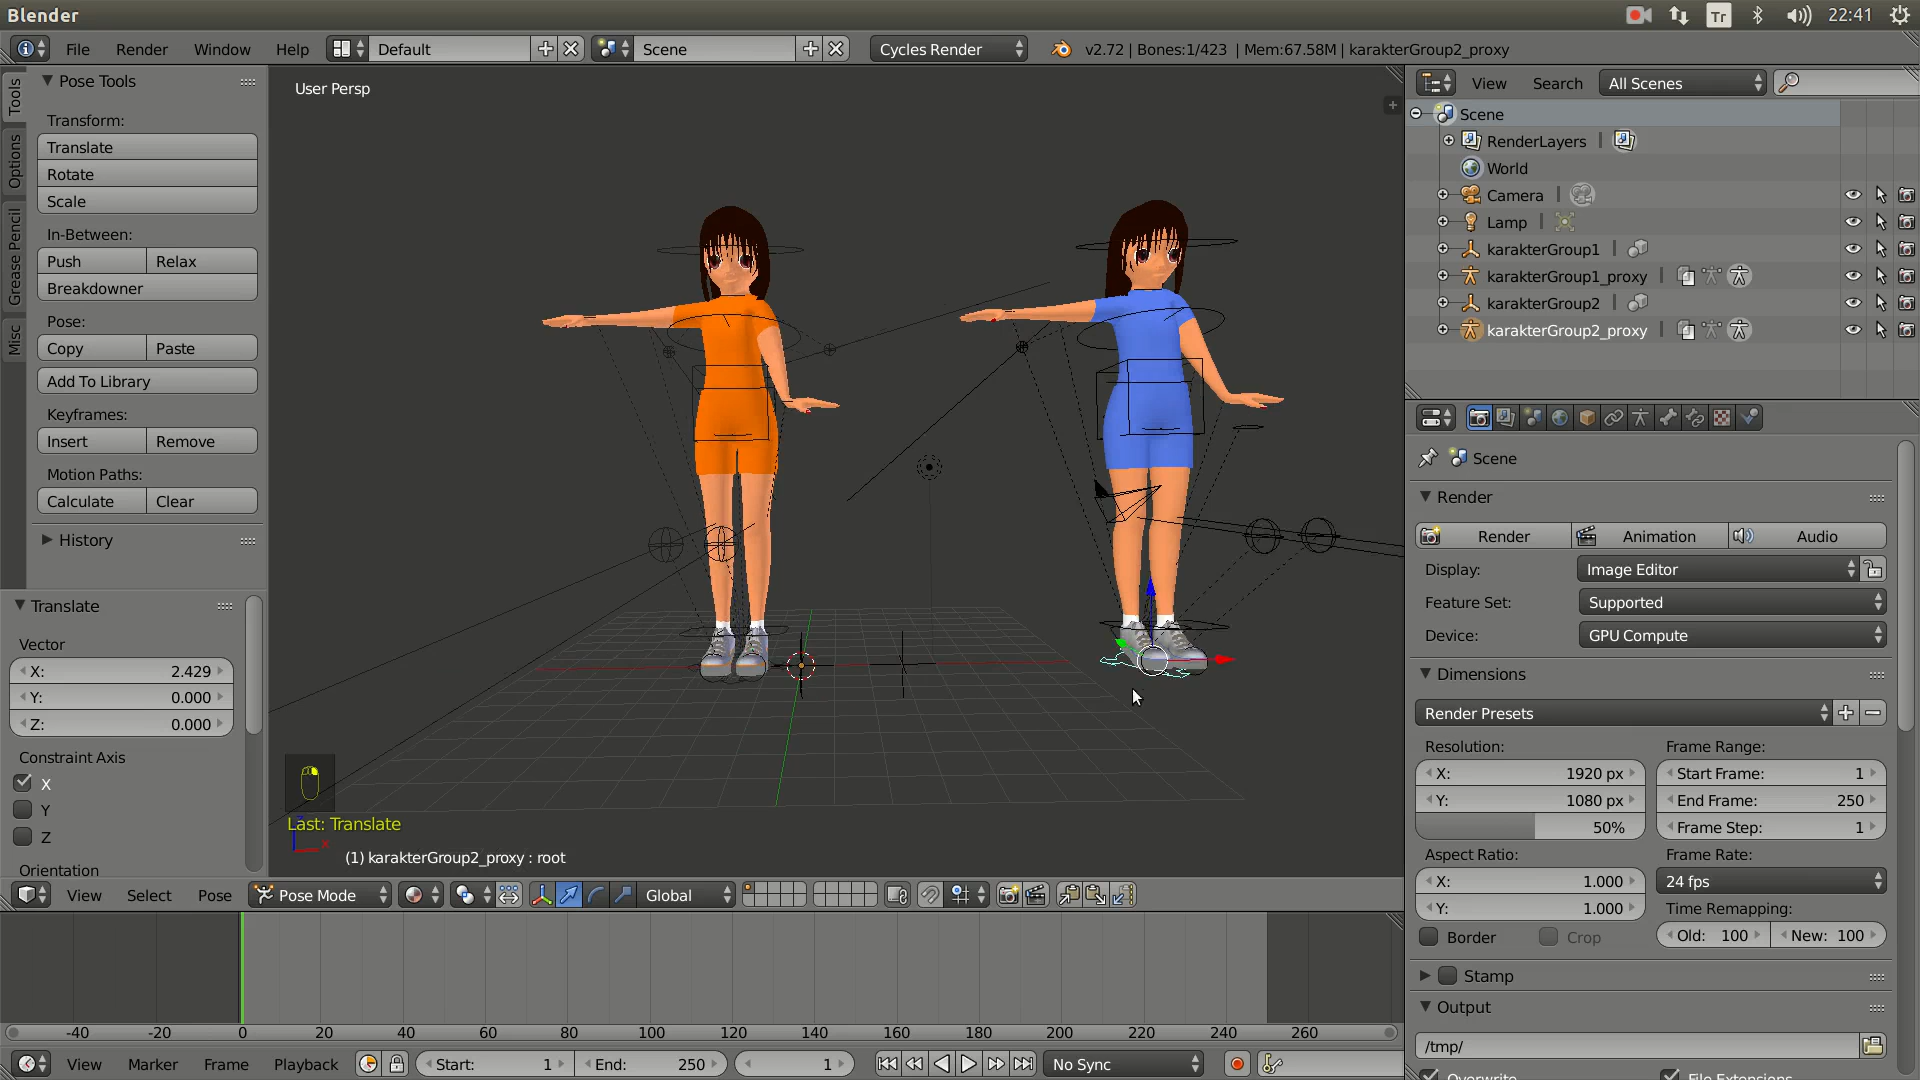 Blender
Tr 22:41
File Render Window Help Default Scene Cycles Render v2.72 | Bones:1/423 | Mem:67.58M | karakterGroup2_proxy
Tools
Options
Grease Pencil
Misc
Pose Tools
Transform:
Translate
Rotate
Scale
In-Between:
Push Relax
Breakdowner
Pose:
Copy Paste
Add To Library
Keyframes:
Insert Remove
Motion Paths:
Calculate Clear
History
Translate
Vector
X: 2.429
Y: 0.000
Z: 0.000
Constraint Axis
X
Y
Z
Orientation
User Persp
Last: Translate
x
(1) karakterGroup2_proxy : root
View Select Pose Pose Mode Global
-40 -20 0 20 40 60 80 100 120 140 160 180 200 220 240 260
View Marker Frame Playback Start: 1 End: 250 1 No Sync
View Search All Scenes
Scene
RenderLayers
World
Camera
Lamp
karakterGroup1
karakterGroup1_proxy
karakterGroup2
karakterGroup2_proxy
Scene
Render
Render Animation Audio
Display: Image Editor
Feature Set: Supported
Device: GPU Compute
Dimensions
Render Presets
Resolution: Frame Range:
X: 1920 px Start Frame: 1
Y: 1080 px End Frame: 250
50% Frame Step: 1
Aspect Ratio: Frame Rate:
X: 1.000 24 fps
Y: 1.000 Time Remapping:
Border Crop Old: 100 New: 100
Stamp
Output
/tmp/
Overwrite File Extensions